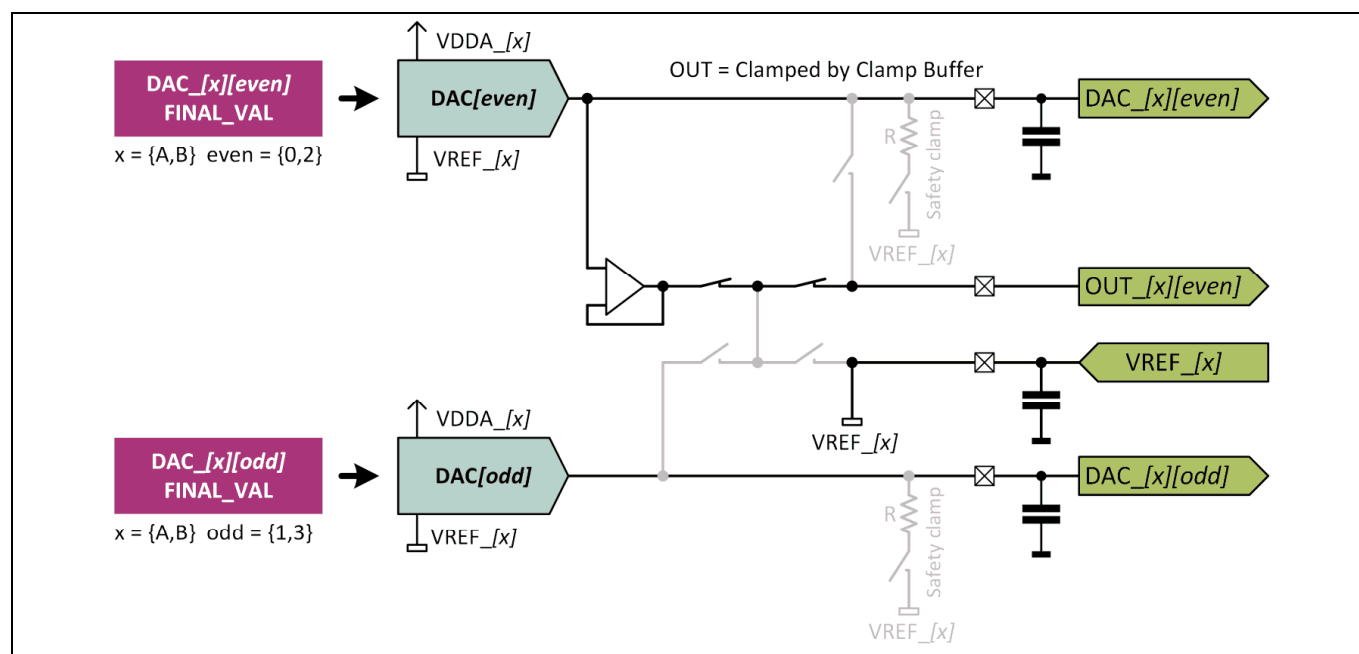 DAC_[x][even]
FINAL_VAL
x = {A,B} even = {0,2}
VDDA_[x]
DAC[even]
VREF_[x]
OUT = Clamped by Clamp Buffer
R
Safety clamp
VREF_[x]
DAC_[x][even]
OUT_[x][even]
VREF_[x]
VREF_[x]
DAC_[x][odd]
FINAL_VAL
x = {A,B} odd = {1,3}
VDDA_[x]
DAC[odd]
VREF_[x]
R
Safety clamp
VREF_[x]
DAC_[x][odd]